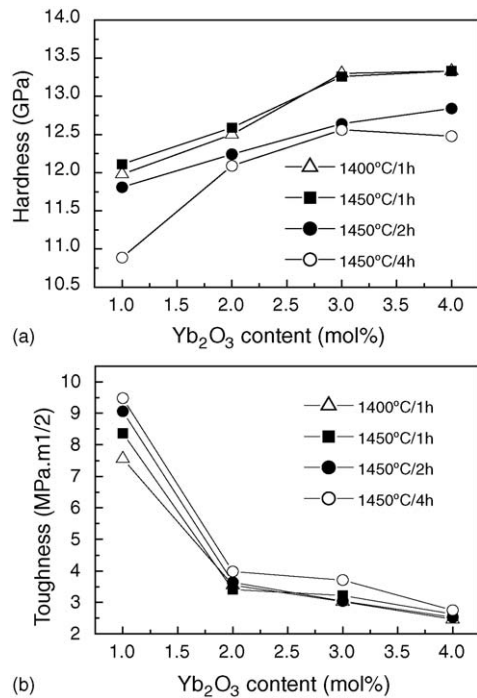 13.5
13.0
12.5
12.0
11.5
11.0
10.5
Hardness (GPa)
1400ºC/1h
1450ºC/1h
1450ºC/2h
1450ºC/4h
1.0 1.5 2.0 2.5 3.0 3.5 4.0
(a) Yb₂O₃ content (mol%)
10
9
8
7
6
5
4
3
2
Toughness (MPa.m1/2)
1400ºC/1h
1450ºC/1h
1450ºC/2h
1450ºC/4h
1.0 1.5 2.0 2.5 3.0 3.5 4.0
(b) Yb₂O₃ content (mol%)